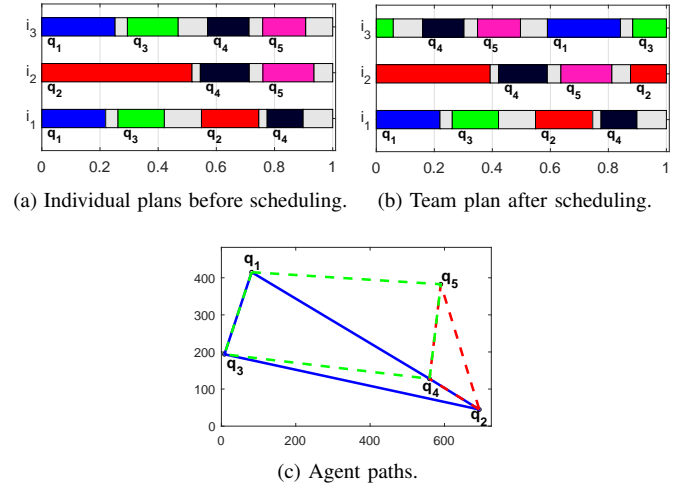 i3
q1 q3 q4 q5
i2
q2 q4 q5
i1
q1 q3 q2 q4
0 0.2 0.4 0.6 0.8 1
(a) Individual plans before scheduling.
i3
q4 q5 q1 q3
i2
q4 q5 q2
i1
q1 q3 q2 q4
0 0.2 0.4 0.6 0.8 1
(b) Team plan after scheduling.
q1
q5
400
300
200
q3
100
q4
q2
0
0 200 400 600
(c) Agent paths.